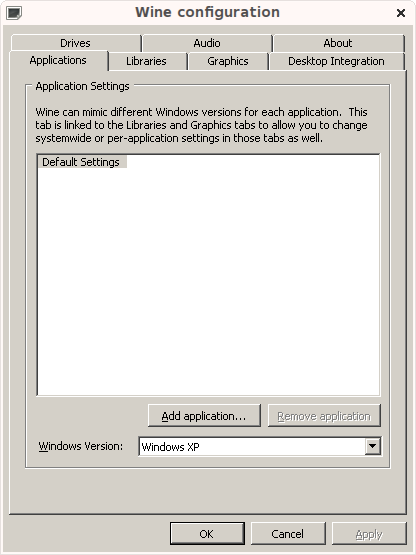 Wine configuration
Drives
Audio
About
Applications
Libraries
Graphics
Desktop Integration
Application Settings
Wine can mimic different Windows versions for each application. This
tab is linked to the Libraries and Graphics tabs to allow you to change
systemwide or per-application settings in those tabs as well.
Default Settings
Add application...
Remove application
Windows Version:
Windows XP
OK
Cancel
Apply